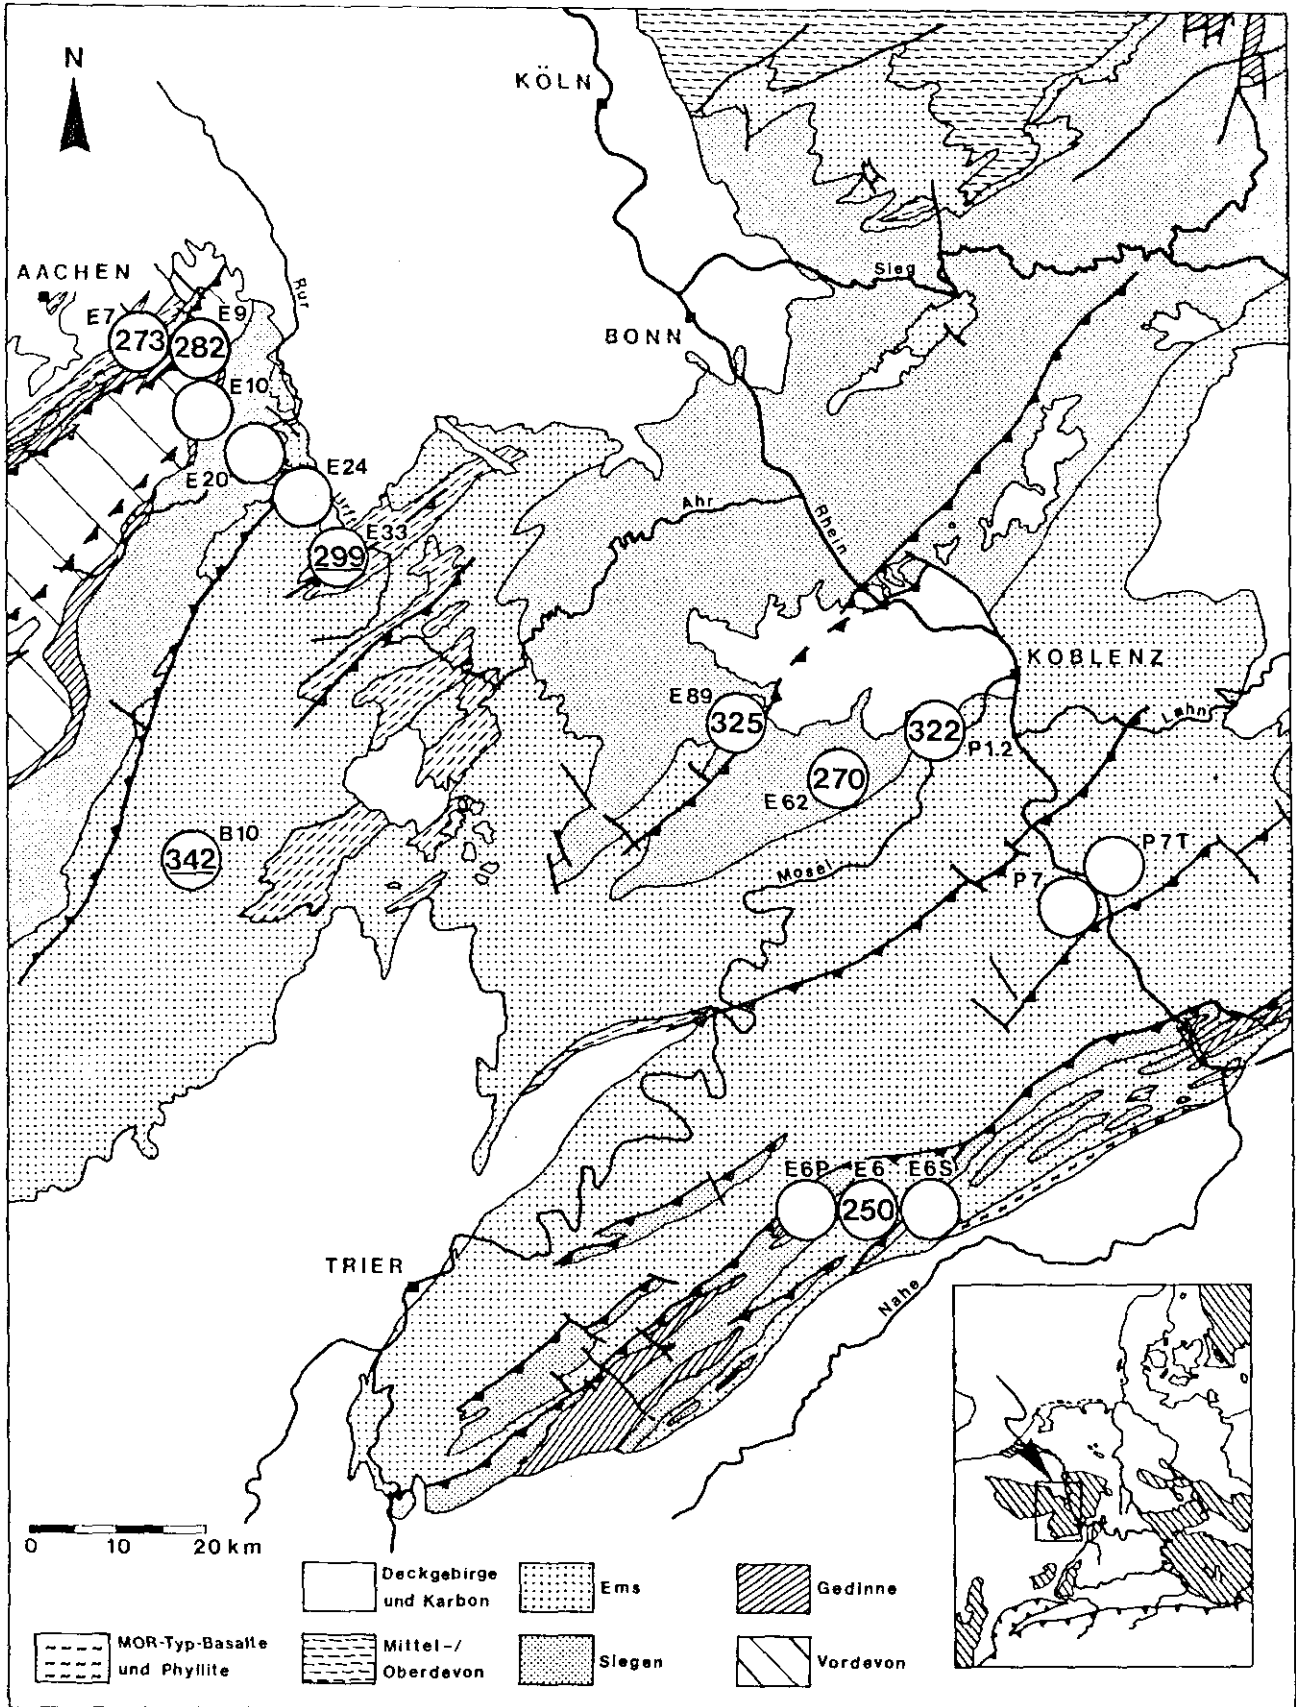 N
KÖLN
Rur
AACHEN
Sieg
E7
E9
273
282
BONN
E10
E20
E24
Urft
Ahr
Rhein
E33
299
KOBLENZ
E89
325
322
P1.2
Lahn
270
E62
B10
342
Mosel
P7T
P7
E6P
E6
E6S
250
TRIER
Nahe
0 10 20 km
Deckgebirge
und Karbon
Ems
Gedinne
MOR-Typ-Basalte
und Phyllite
Mittel-/
Oberdevon
Siegen
Vordevon